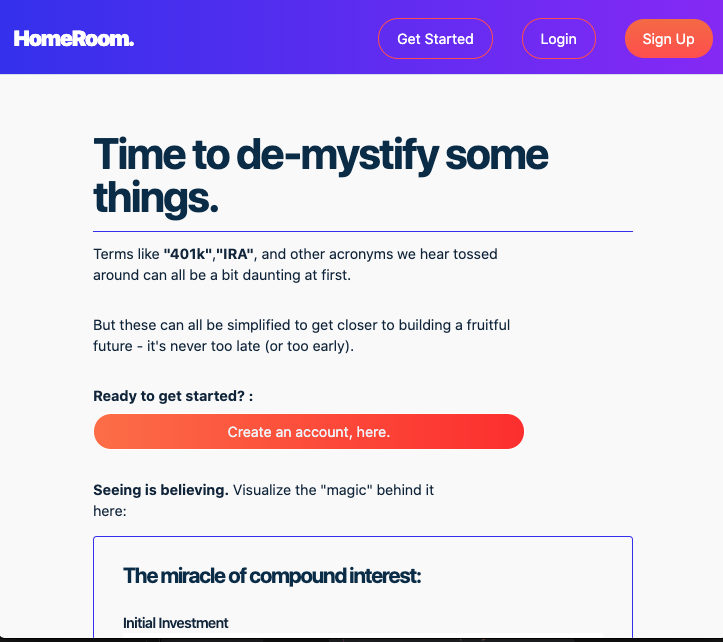 HomeRoom.
Get Started
Login
Sign Up
Time to de-mystify some
things.
Terms like "401k","IRA", and other acronyms we hear tossed
around can all be a bit daunting at first.
But these can all be simplified to get closer to building a fruitful
future - it's never too late (or too early).
Ready to get started? :
Create an account, here.
Seeing is believing. Visualize the "magic" behind it
here:
The miracle of compound interest:
Initial Investment